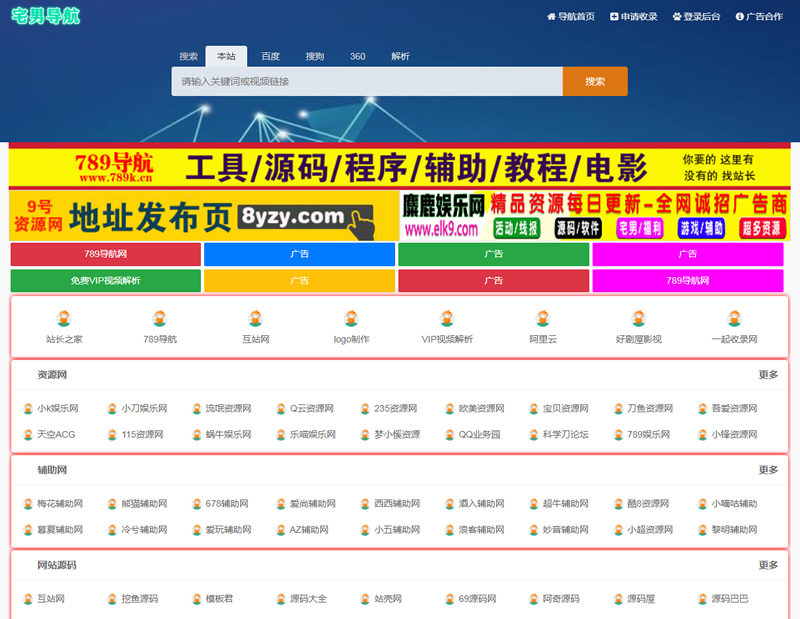 宅男导航
导航首页 申请收录 登录后台 广告合作
搜索 本站 百度 搜狗 360 解析
请输入关键词或视频链接 搜索
789导航
www.789k.cn
工具/源码/程序/辅助/教程/电影
你要的 这里有
没有的 找站长
9号
资源网
地址发布页
8yzy.com
麋鹿娱乐网
www.elk9.com
精品资源每日更新-全网诚招广告商
活动/线报 源码/软件 宅男/福利 游戏/辅助 超多资源
789导航网 广告 广告 广告
免费VIP视频解析 广告 广告 789导航网
站长之家 789导航 互站网 logo制作 VIP视频解析 阿里云 好剧屋影视 一起收录网
资源网 更多
小K娱乐网 小刀娱乐网 流氓资源网 Q云资源网 235资源网 欧美资源网 宝贝资源网 刀鱼资源网 吾爱资源网
天空ACG 115资源网 蜗牛娱乐网 乐喵娱乐网 梦小傒资源 QQ业务园 科学刀论坛 789娱乐网 小锋资源网
辅助网 更多
梅花辅助网 熊猫辅助网 678辅助网 爱尚辅助网 西西辅助网 酒入辅助网 超牛辅助网 酷8资源网 小嘀咕辅助
暮夏辅助网 冷兮辅助网 爱玩辅助网 AZ辅助网 小五辅助网 浪客辅助网 妙音辅助网 小超资源网 黎明辅助网
网站源码 更多
互站网 挖鱼源码 模板君 源码大全 站壳网 69源码网 阿奇源码 源码屋 源码巴巴